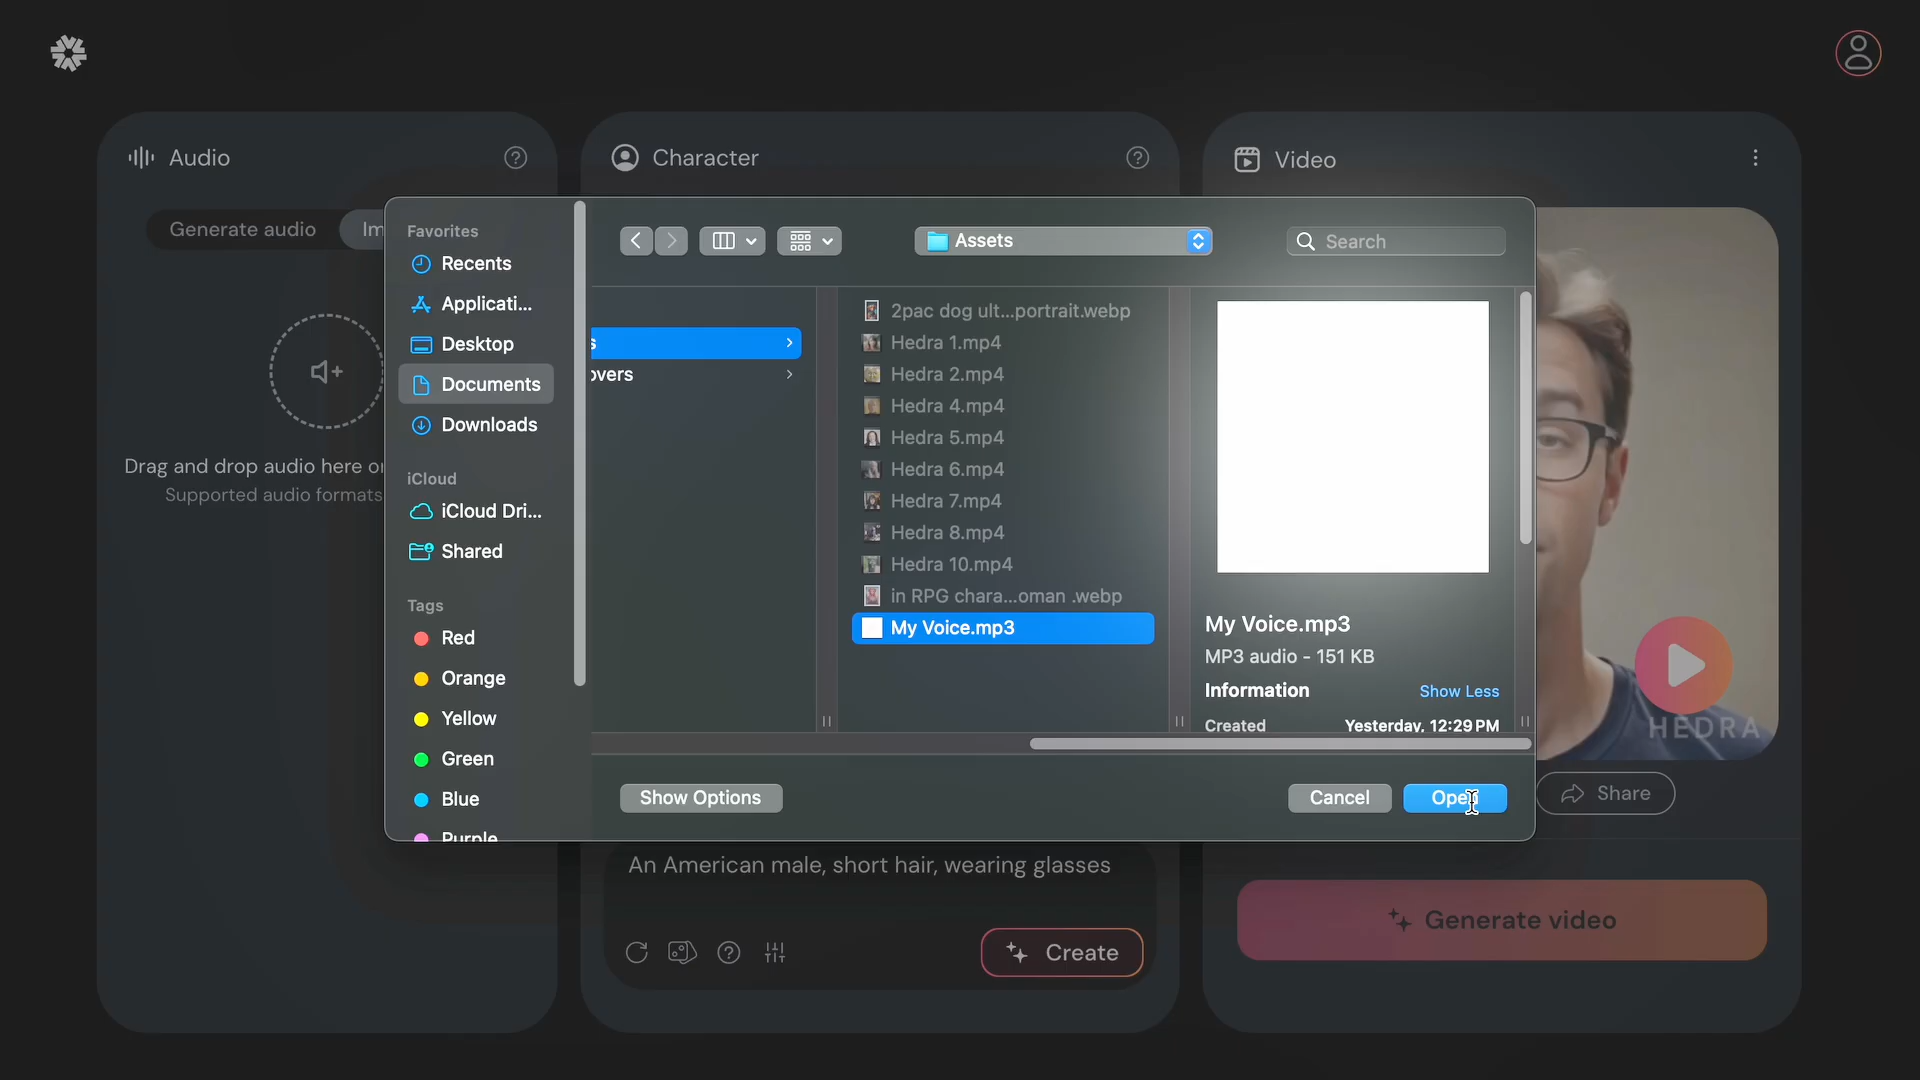 Audio
Character
Video
Generate audio
Im
Drag and drop audio here or
Supported audio formats
Favorites
Recents
Applicati...
Desktop
Documents
Downloads
iCloud
iCloud Dri...
Shared
Tags
Red
Orange
Yellow
Green
Blue
Purple
Assets
Search
s
overs
2pac dog ult...portrait.webp
Hedra 1.mp4
Hedra 2.mp4
Hedra 4.mp4
Hedra 5.mp4
Hedra 6.mp4
Hedra 7.mp4
Hedra 8.mp4
Hedra 10.mp4
in RPG chara...oman .webp
My Voice.mp3
My Voice.mp3
MP3 audio - 151 KB
Information
Show Less
Created
Yesterday, 12:29 PM
Show Options
Cancel
Open
HEDRA
Share
An American male, short hair, wearing glasses
Create
Generate video